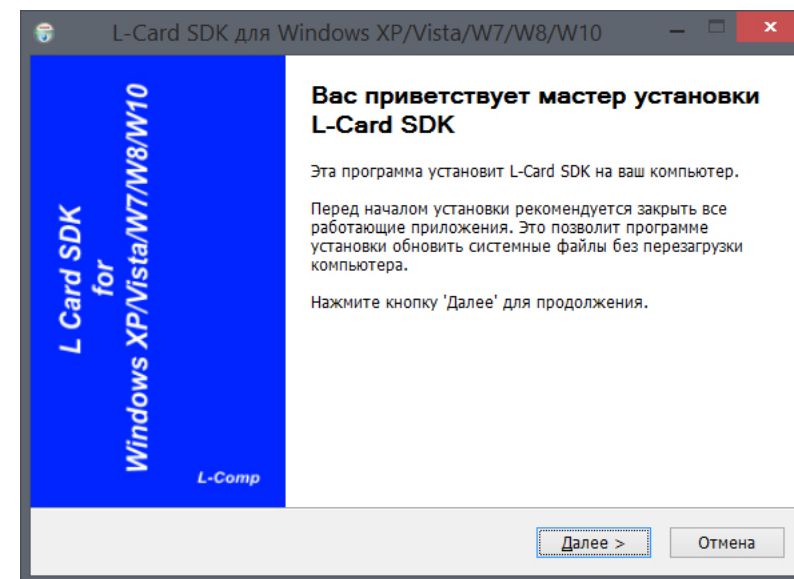 L-Card SDK для Windows XP/Vista/W7/W8/W10
L Card SDK
for
Windows XP/Vista/W7/W8/W10
L-Comp
Вас приветствует мастер установки
L-Card SDK
Эта программа установит L-Card SDK на ваш компьютер.
Перед началом установки рекомендуется закрыть все
работающие приложения. Это позволит программе
установки обновить системные файлы без перезагрузки
компьютера.
Нажмите кнопку 'Далее' для продолжения.
Далее >
Отмена